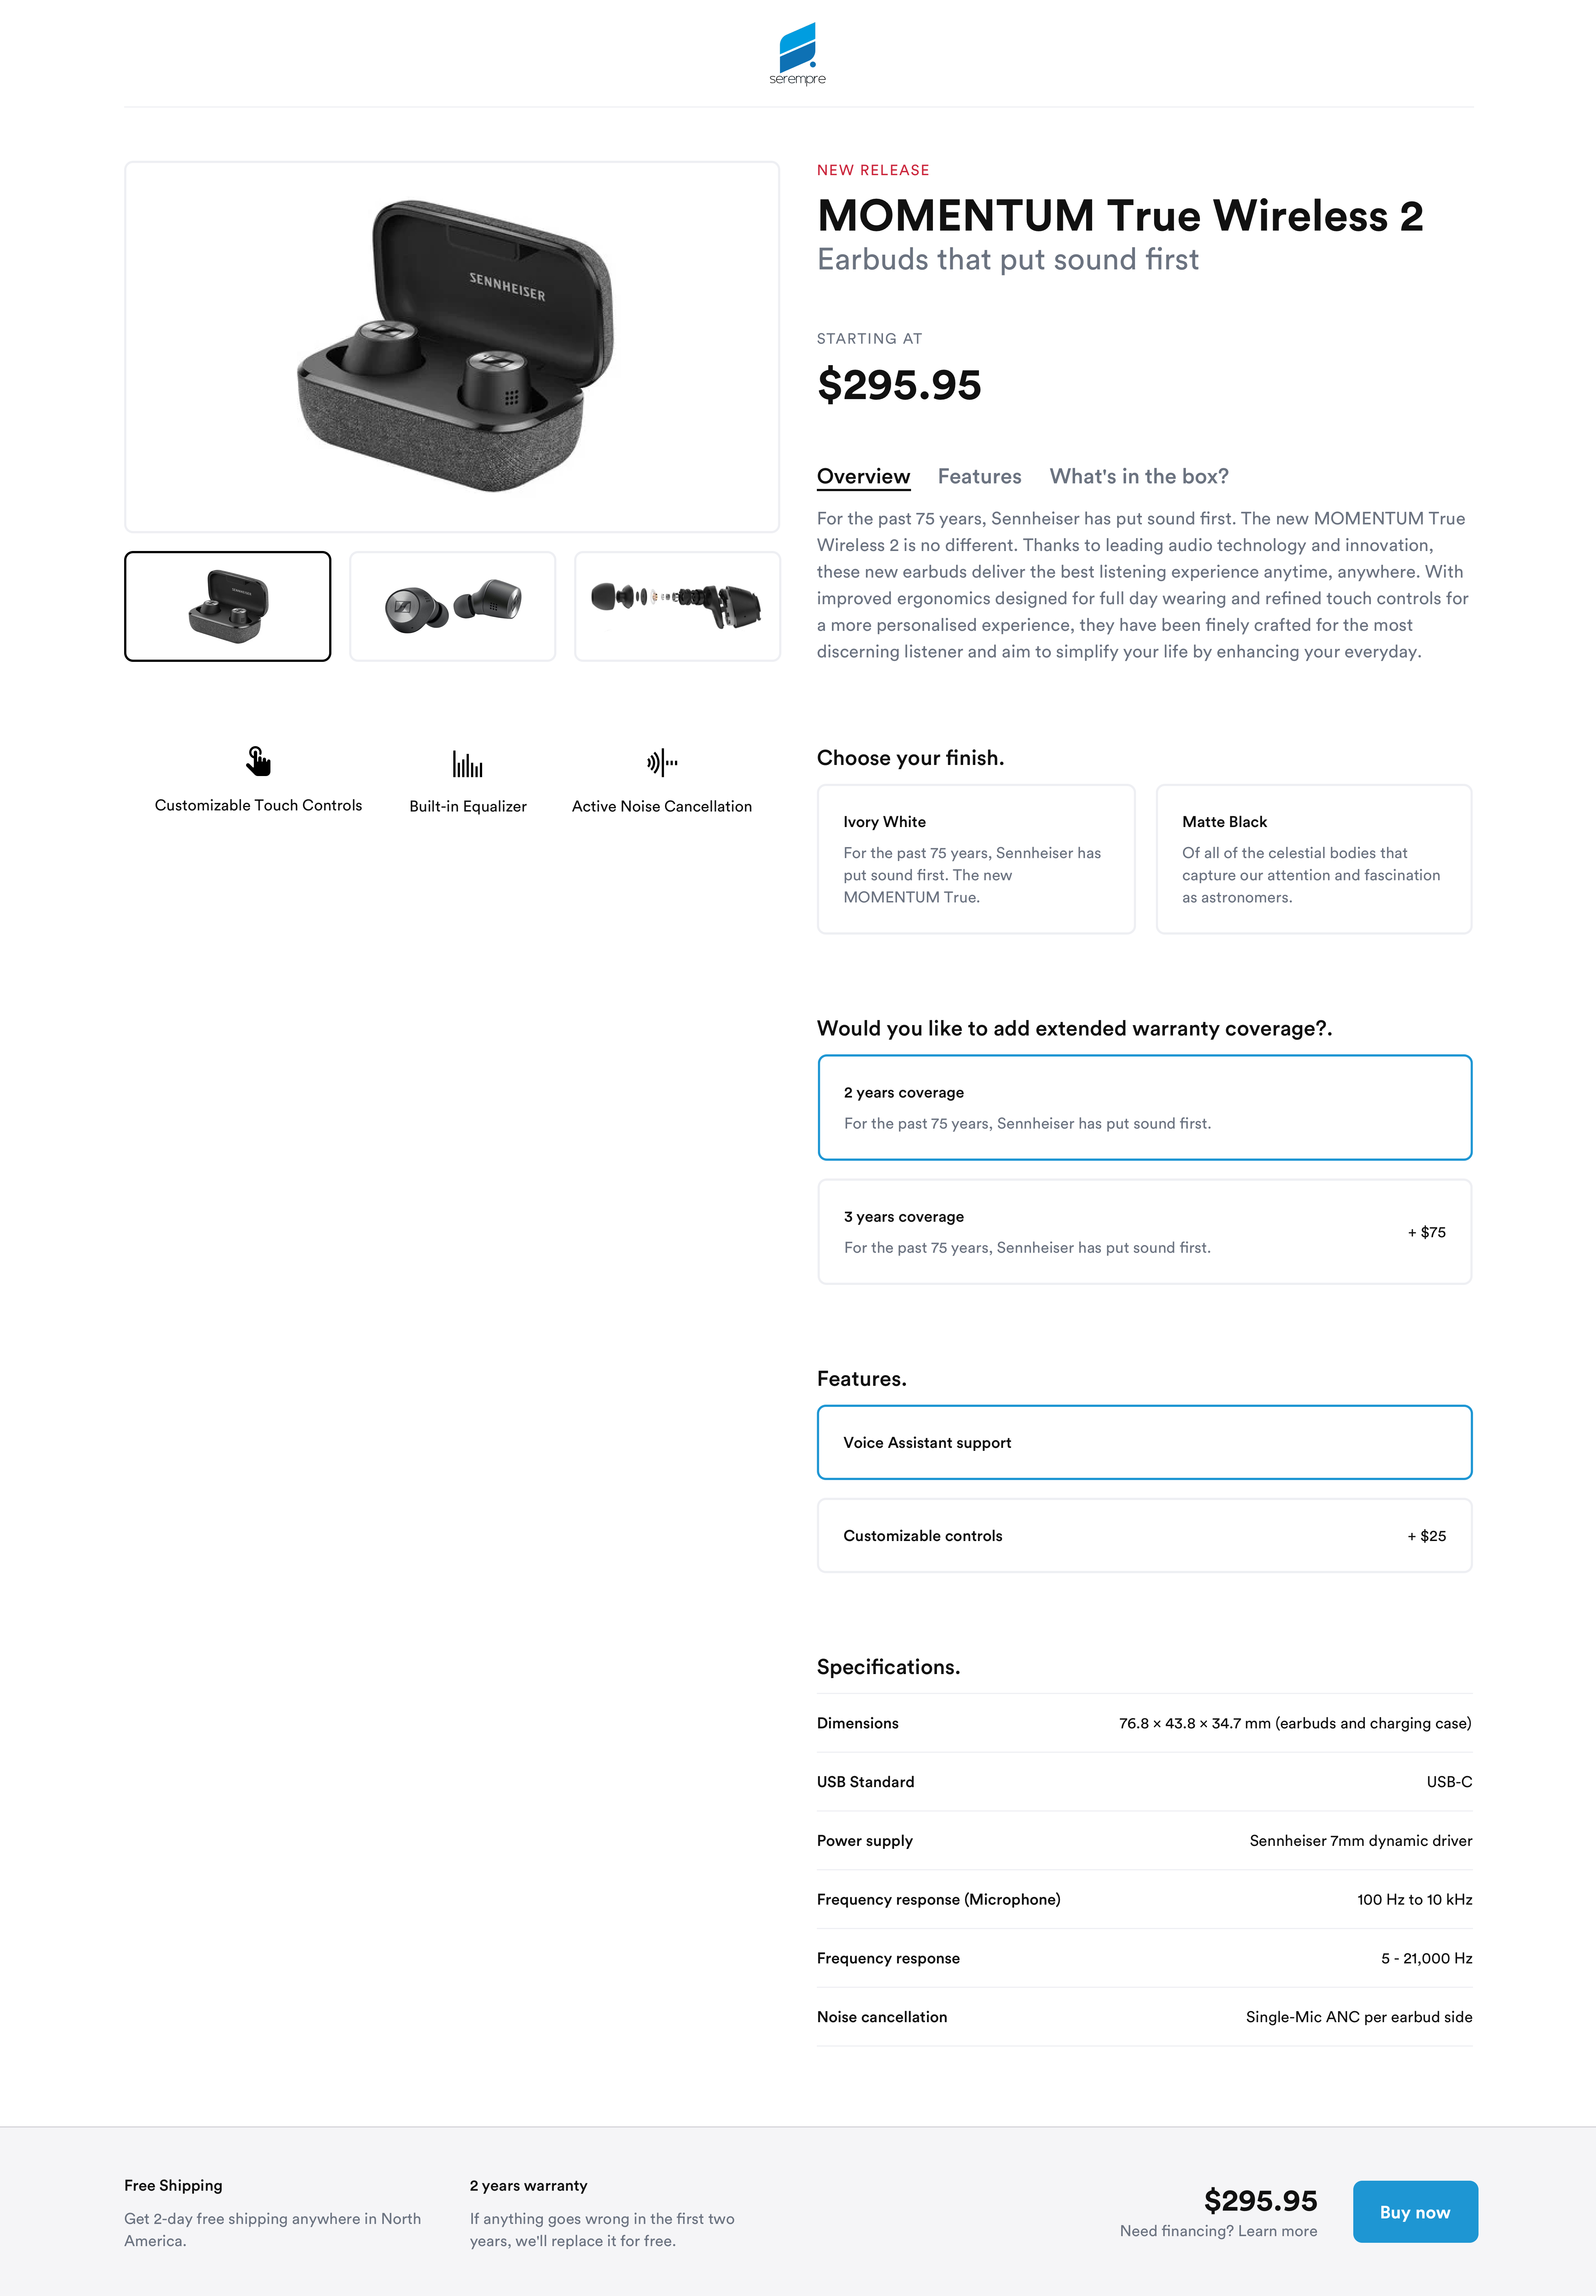 serempre
SENNHEISER
NEW RELEASE
MOMENTUM True Wireless 2
Earbuds that put sound first
STARTING AT
$295.95
Overview Features What's in the box?
For the past 75 years, Sennheiser has put sound first. The new MOMENTUM True
Wireless 2 is no different. Thanks to leading audio technology and innovation,
these new earbuds deliver the best listening experience anytime, anywhere. With
improved ergonomics designed for full day wearing and refined touch controls for
a more personalised experience, they have been finely crafted for the most
discerning listener and aim to simplify your life by enhancing your everyday.
Customizable Touch Controls
Built-in Equalizer
Active Noise Cancellation
Choose your finish.
Ivory White
For the past 75 years, Sennheiser has
put sound first. The new
MOMENTUM True.
Matte Black
Of all of the celestial bodies that
capture our attention and fascination
as astronomers.
Would you like to add extended warranty coverage?.
2 years coverage
For the past 75 years, Sennheiser has put sound first.
3 years coverage
For the past 75 years, Sennheiser has put sound first.
+ $75
Features.
Voice Assistant support
Customizable controls + $25
Specifications.
Dimensions 76.8 × 43.8 × 34.7 mm (earbuds and charging case)
USB Standard USB-C
Power supply Sennheiser 7mm dynamic driver
Frequency response (Microphone) 100 Hz to 10 kHz
Frequency response 5 - 21,000 Hz
Noise cancellation Single-Mic ANC per earbud side
Free Shipping
Get 2-day free shipping anywhere in North
America.
2 years warranty
If anything goes wrong in the first two
years, we'll replace it for free.
$295.95
Need financing? Learn more
Buy now